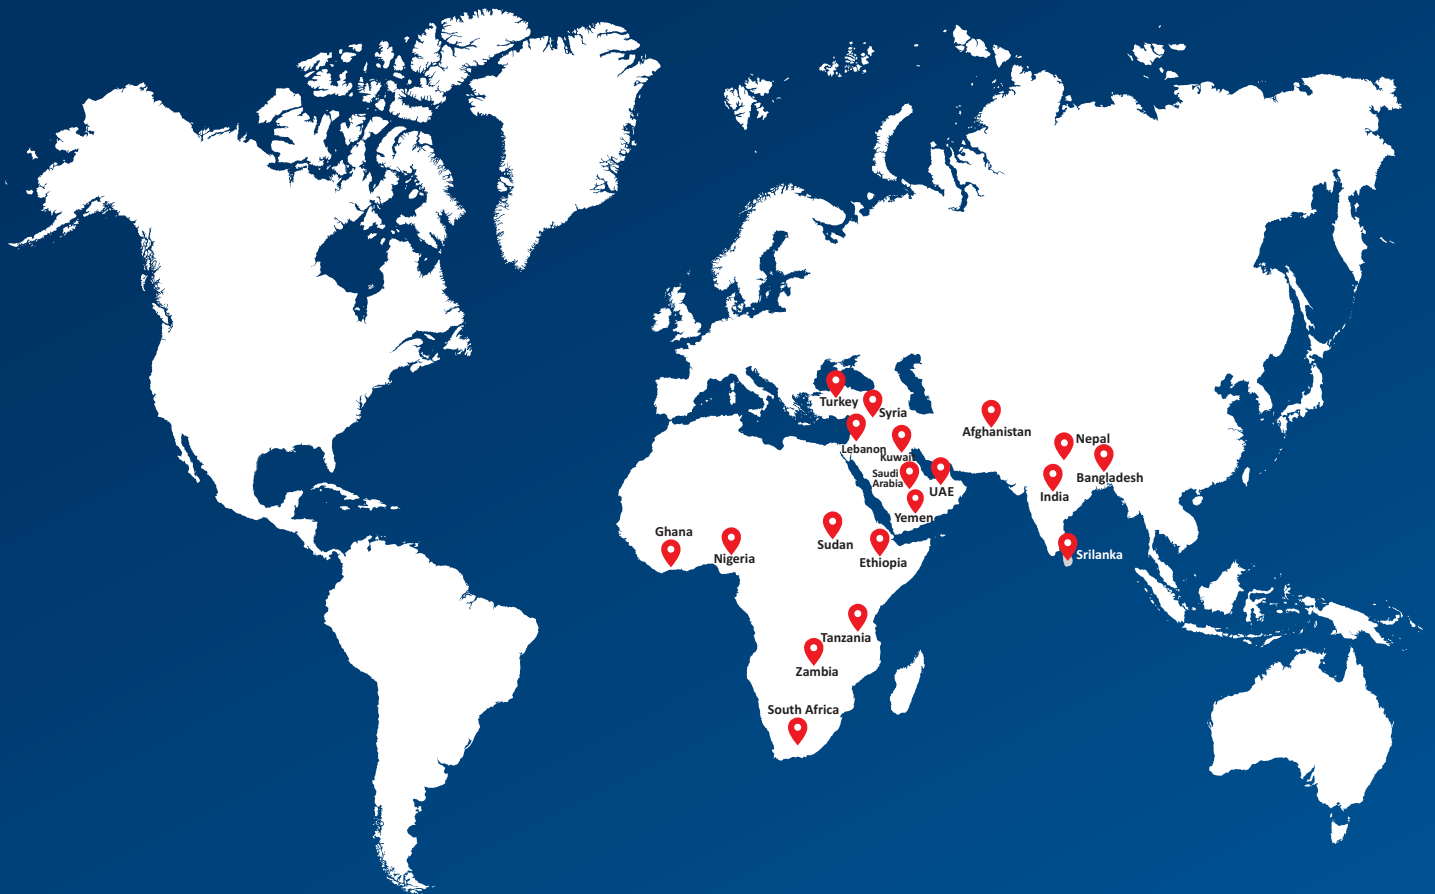 Turkey
Syria
Afghanistan
Nepal
Lebanon
Kuwait
Saudi
Arabia
Bangladesh
UAE
India
Yemen
Ghana
Nigeria
Sudan
Ethiopia
Srilanka
Tanzania
Zambia
South Africa